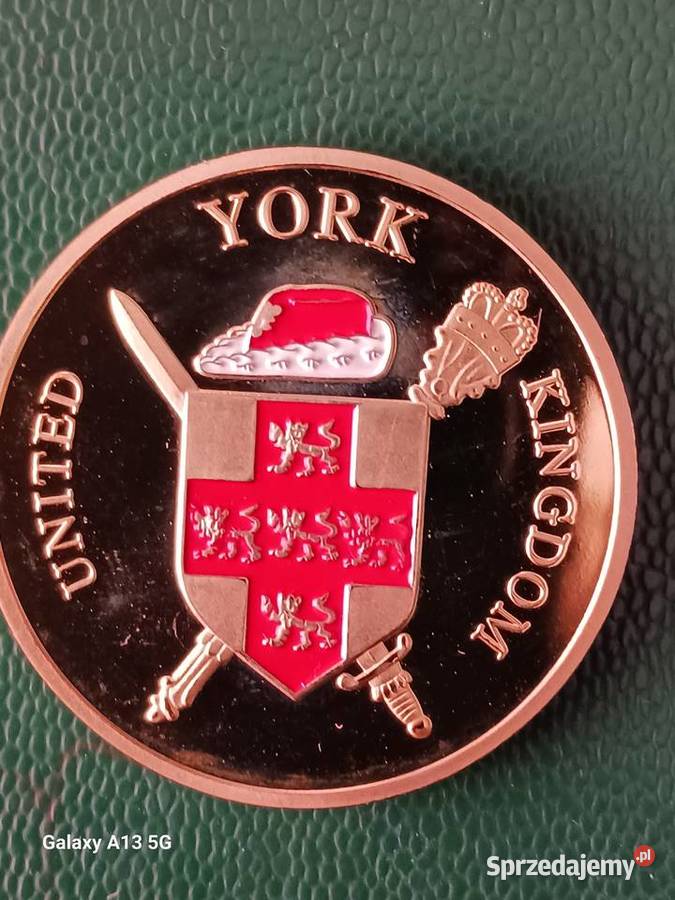 YORK
UNITED
KINGDOM
Galaxy A13 5G
Sprzedajemy.pl